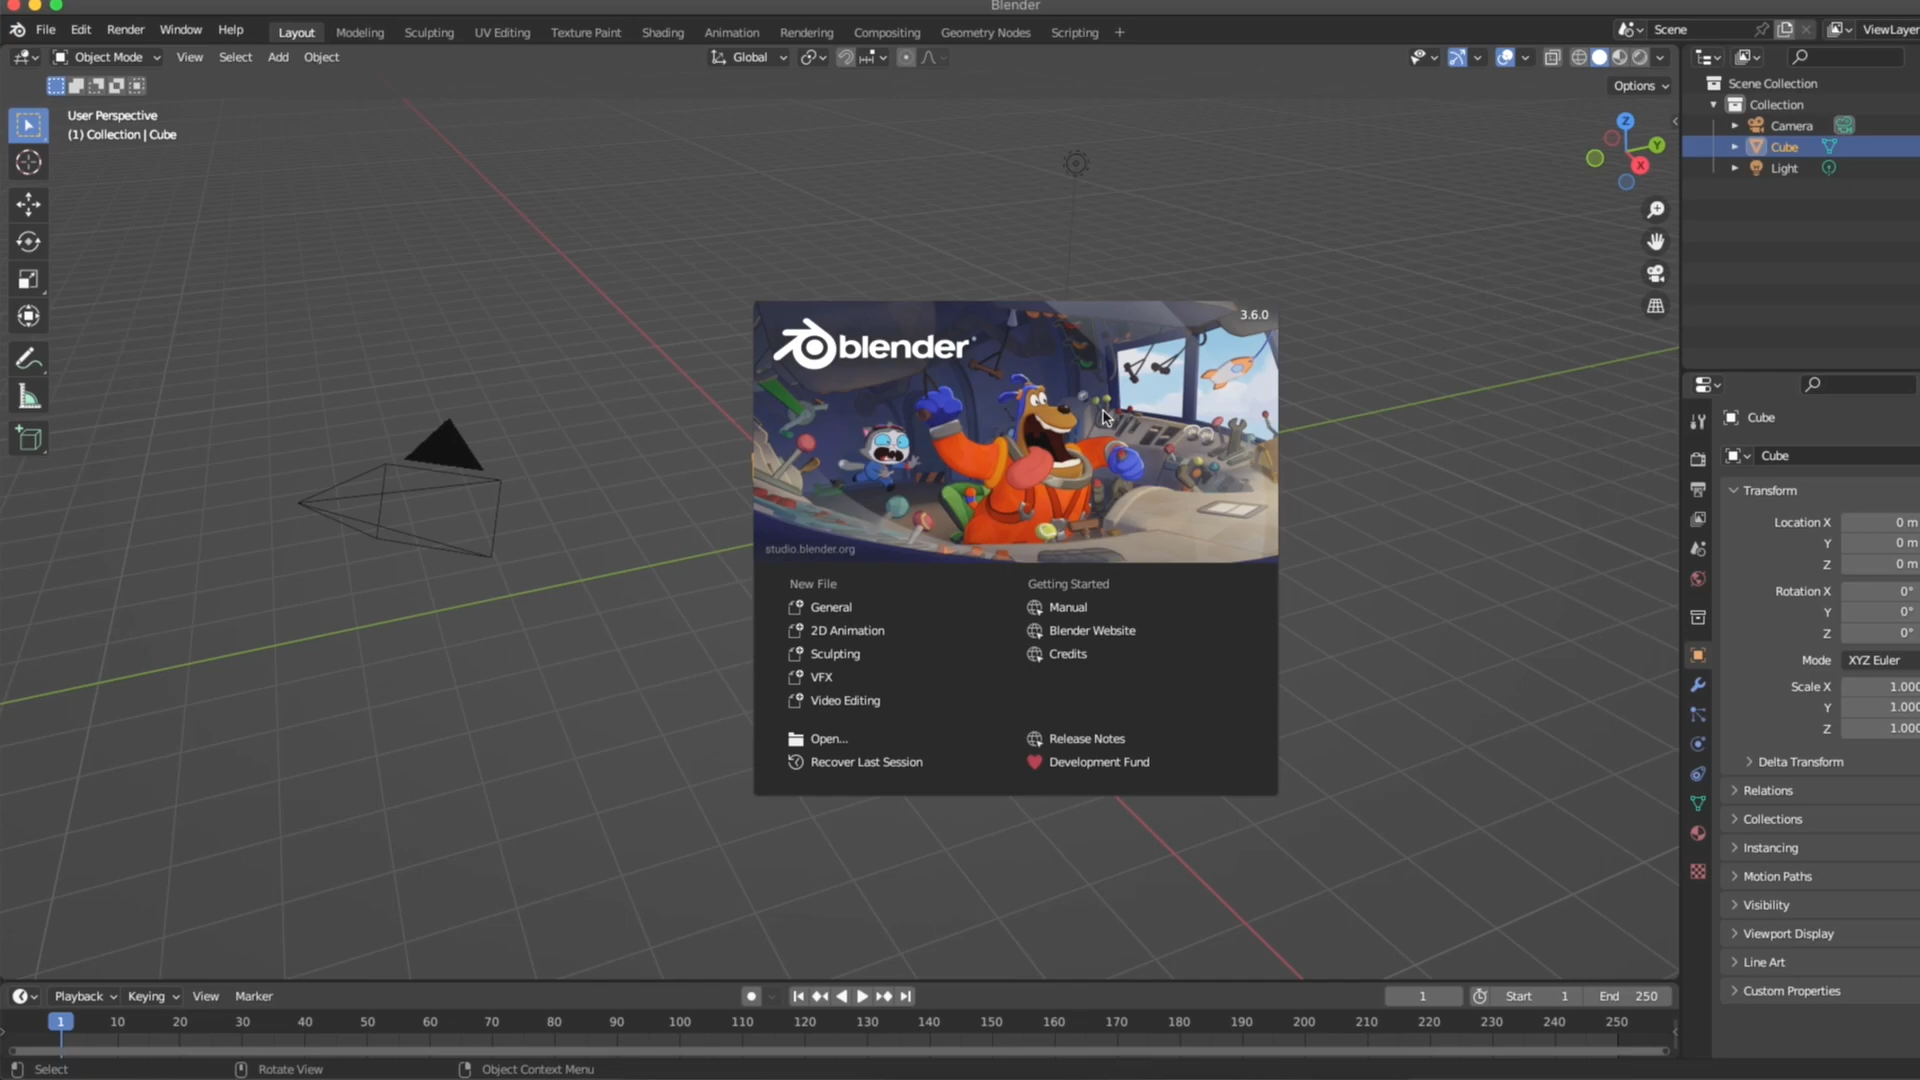 Blender
File Edit Render Window Help
Layout Modeling Sculpting UV Editing Texture Paint Shading Animation Rendering Compositing Geometry Nodes Scripting +
Scene
ViewLayer
Object Mode View Select Add Object
Global
Options
User Perspective
(1) Collection | Cube
Z
Y
X
Scene Collection
Collection
Camera
Cube
Light
3.6.0
blender
studio.blender.org
New File
General
2D Animation
Sculpting
VFX
Video Editing
Open...
Recover Last Session
Getting Started
Manual
Blender Website
Credits
Release Notes
Development Fund
Cube
Cube
Transform
Location X 0 m
Y 0 m
Z 0 m
Rotation X 0°
Y 0°
Z 0°
Mode XYZ Euler
Scale X 1.000
Y 1.000
Z 1.000
Delta Transform
Relations
Collections
Instancing
Motion Paths
Visibility
Viewport Display
Line Art
Custom Properties
Playback Keying View Marker
1 Start 1 End 250
1 10 20 30 40 50 60 70 80 90 100 110 120 130 140 150 160 170 180 190 200 210 220 230 240 250
Select Rotate View Object Context Menu